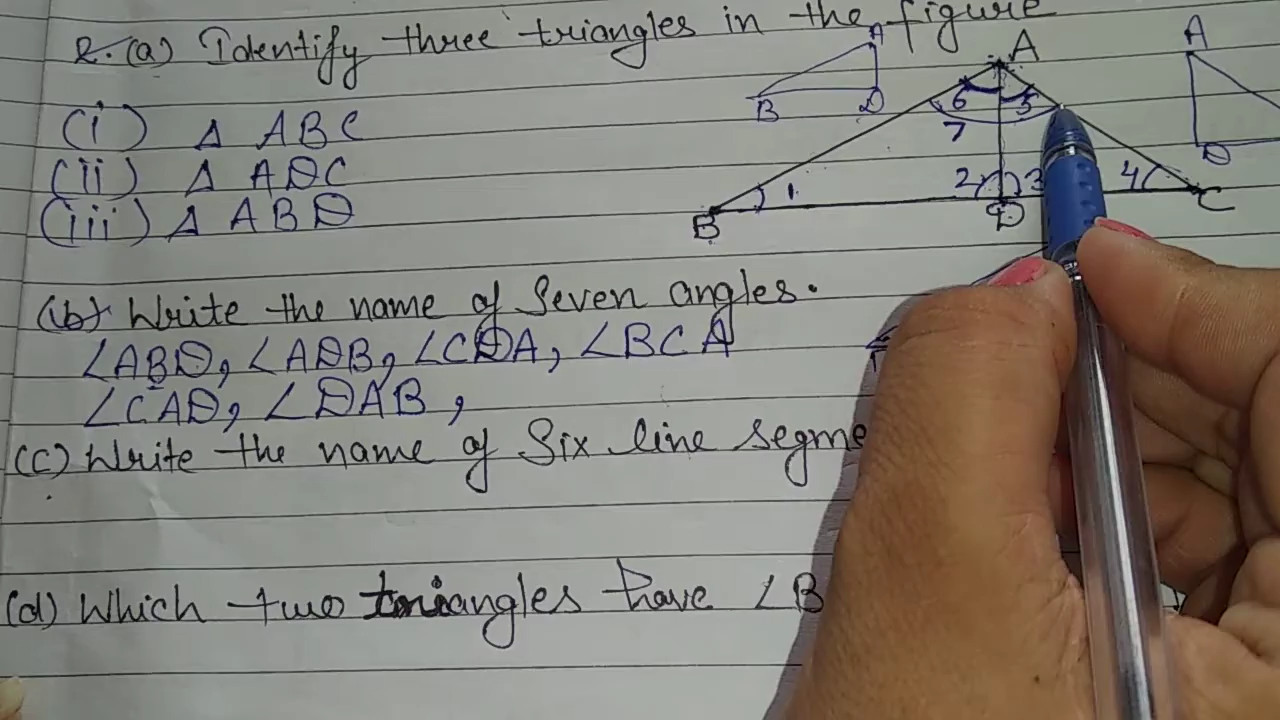 2. (a) Identify three triangles in the figure
(i) Δ ABC
(ii) Δ ADC
(iii) Δ ABD
A
B D
A
6 5
7
1 2 3 4
B D C
A
D
(b) Write the name of Seven angles.
∠ABD, ∠ADB, ∠CDA, ∠BCA
∠CAD, ∠DAB,
(c) Write the name of Six line segme
(d) Which two triangles have ∠B